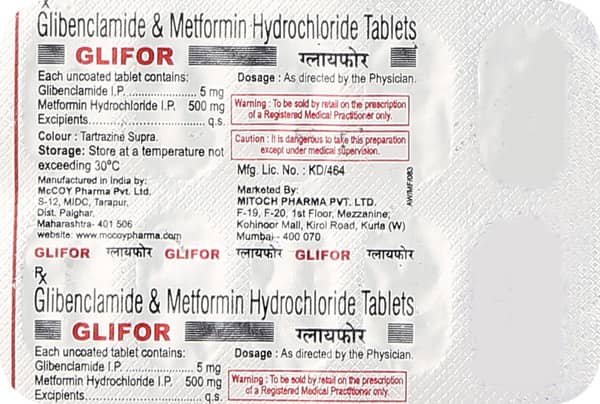 Rx
Glibenclamide & Metformin Hydrochloride Tablets
GLIFOR ग्लायफोर
Each uncoated tablet contains:
Glibenclamide I.P. .................... 5 mg
Metformin Hydrochloride I.P. 500 mg
Excipients .............................. q.s.
Colour : Tartrazine Supra.
Storage: Store at a temperature not
exceeding 30°C
Manufactured in India by:
McCOY Pharma Pvt. Ltd.
S-12, MIDC, Tarapur,
Dist. Palghar,
Maharashtra- 401 506
website: www.mccoypharma.com
Dosage : As directed by the Physician.
Warning : To be sold by retail on the prescription
of a Registered Medical Practitioner only.
Caution : It is dangerous to take this preparation
except under medical supervision.
Mfg. Lic. No. : KD/464
Marketed By:
MITOCH PHARMA PVT. LTD.
F-19, F-20, 1st Floor, Mezzanine,
Kohinoor Mall, Kirol Road, Kurla (W)
Mumbai - 400 070
GLIFOR ग्लायफोर GLIFOR ग्लायफोर GLIFOR ग्लायफोर
Rx
Glibenclamide & Metformin Hydrochloride Tablets
GLIFOR ग्लायफोर
Each uncoated tablet contains:
Glibenclamide I.P. .................... 5 mg
Metformin Hydrochloride I.P. 500 mg
Excipients .............................. q.s.
Dosage : As directed by the Physician.
Warning : To be sold by retail on the prescription
of a Registered Medical Practitioner only.